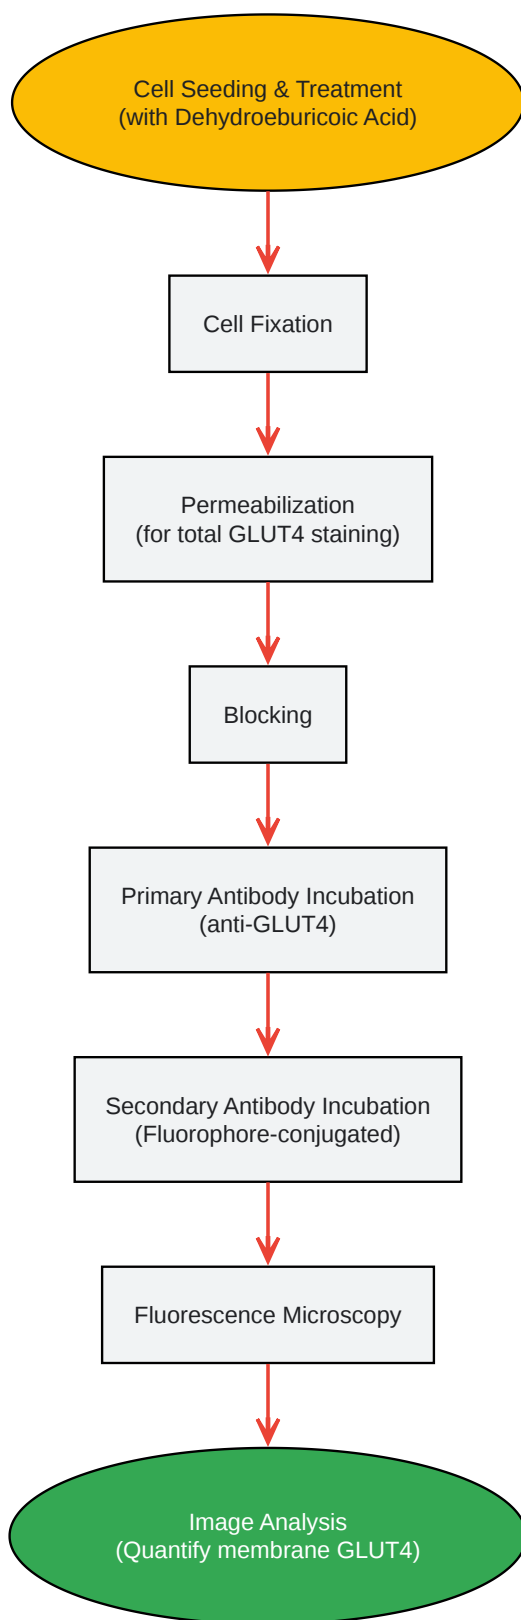 Cell Seeding & Treatment
(with Dehydroeburicoic Acid)
Cell Fixation
Permeabilization
(for total GLUT4 staining)
Blocking
Primary Antibody Incubation
(anti-GLUT4)
Secondary Antibody Incubation
(Fluorophore-conjugated)
Fluorescence Microscopy
Image Analysis
(Quantify membrane GLUT4)